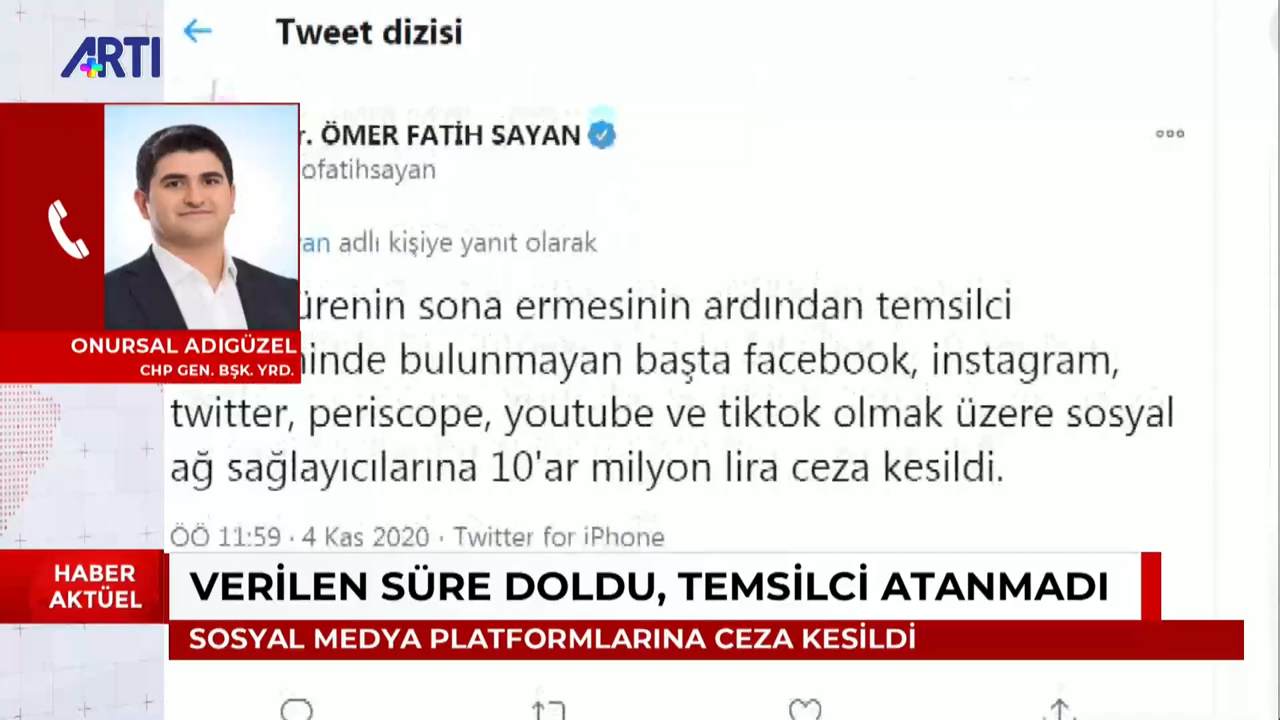 ARTI
Tweet dizisi
r. ÖMER FATİH SAYAN
ofatihsayan
adlı kişiye yanıt olarak
sona ermesinin ardından temsilci
bulunmayan başta facebook, instagram,
twitter, periscope, youtube ve tiktok olmak üzere sosyal
ağ sağlayıcılarına 10'ar milyon lira ceza kesildi.
ÖÖ 11:59 · 4 Kas 2020 · Twitter for iPhone
ONURSAL ADIGÜZEL
CHP GEN. BŞK. YRD.
HABER
AKTÜEL
VERİLEN SÜRE DOLDU, TEMSİLCİ ATANMADI
SOSYAL MEDYA PLATFORMLARINA CEZA KESİLDİ